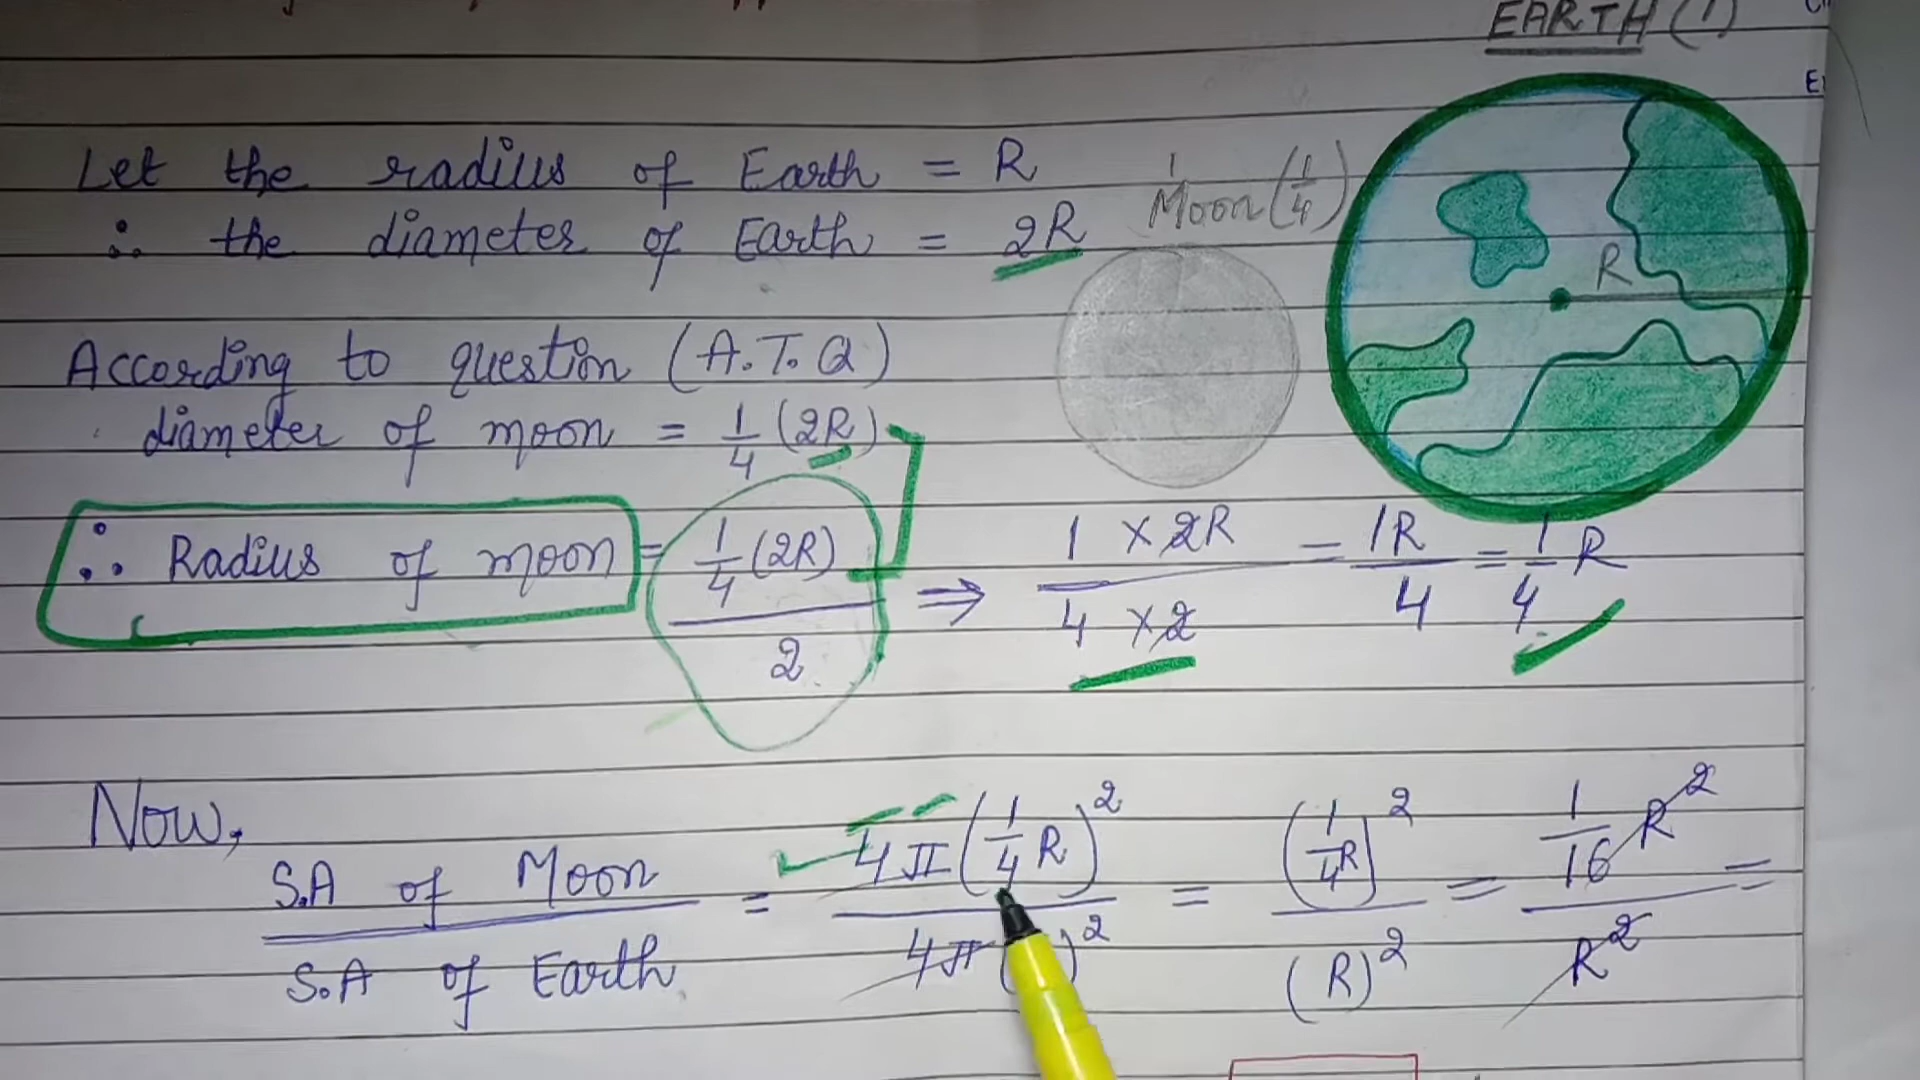 EARTH (1)
Let the radius of Earth = R
Moon (1/4)
∴ the diameter of Earth = 2R
R
According to question (A.T.Q)
diameter of moon = 1/4 (2R)
∴ Radius of moon = 1/4 (2R) / 2 ⇒ 1 × 2R / 4 × 2 = 1R / 4 = 1/4 R
Now,
S.A of Moon / S.A of Earth = 4π (1/4 R)² / 4π ( )² = (1/4 R)² / (R)² = 1/16 R² / R² =